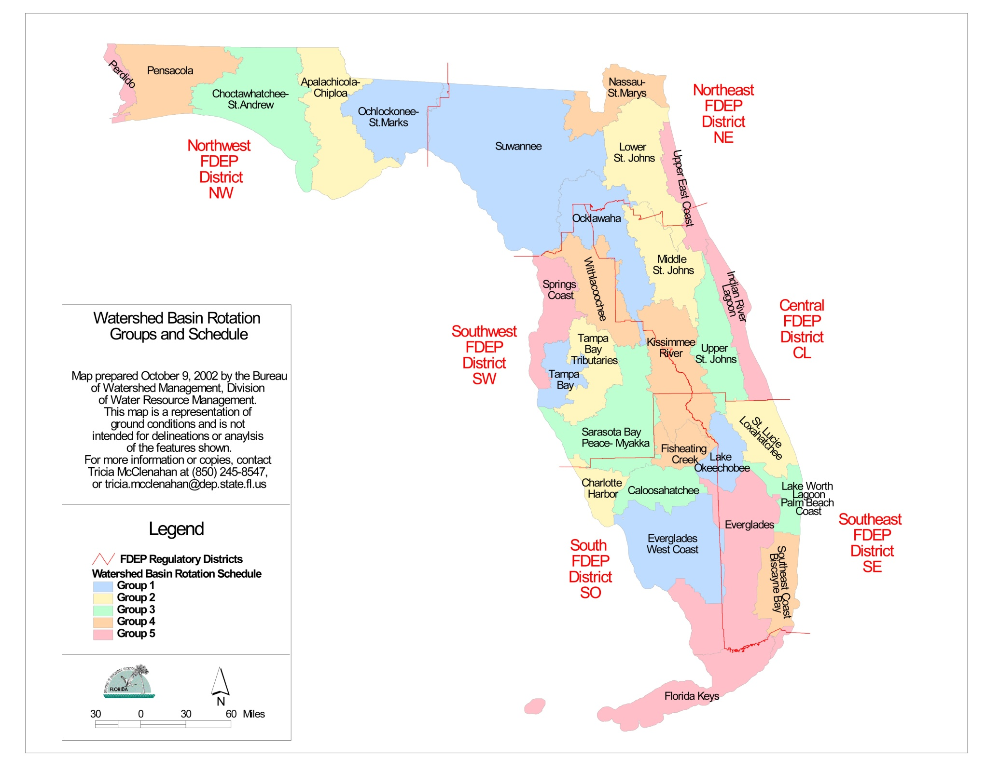 Perdido
Pensacola
Choctawhatchee-
St.Andrew
Apalachicola-
Chiploa
Ochlockonee-
St.Marks
Suwannee
Nassau-
St.Marys
Lower
St. Johns
Upper East Coast
Ocklawaha
Middle
St. Johns
Withlacoochee
Springs
Coast
Indian River
Lagoon
Tampa
Bay
Tributaries
Tampa
Bay
Kissimmee
River
Upper
St. Johns
Sarasota Bay
Peace- Myakka
Fisheating
Creek
St. Lucie
Loxahatchee
Lake
Okeechobee
Charlotte
Harbor
Caloosahatchee
Lake Worth
Lagoon
Palm Beach
Coast
Everglades
Everglades
West Coast
Southeast Coast
Biscayne Bay
Florida Keys
Northwest
FDEP
District
NW
Northeast
FDEP
District
NE
Southwest
FDEP
District
SW
Central
FDEP
District
CL
South
FDEP
District
SO
Southeast
FDEP
District
SE
Watershed Basin Rotation
Groups and Schedule
Map prepared October 9, 2002 by the Bureau
of Watershed Management, Division
of Water Resource Management.
This map is a representation of
ground conditions and is not
intended for delineations or anaylsis
of the features shown.
For more information or copies, contact
Tricia McClenahan at (850) 245-8547,
or tricia.mcclenahan@dep.state.fl.us
Legend
FDEP Regulatory Districts
Watershed Basin Rotation Schedule
Group 1
Group 2
Group 3
Group 4
Group 5
DEPARTMENT OF ENVIRONMENTAL PROTECTION
FLORIDA
N
30 0 30 60 Miles